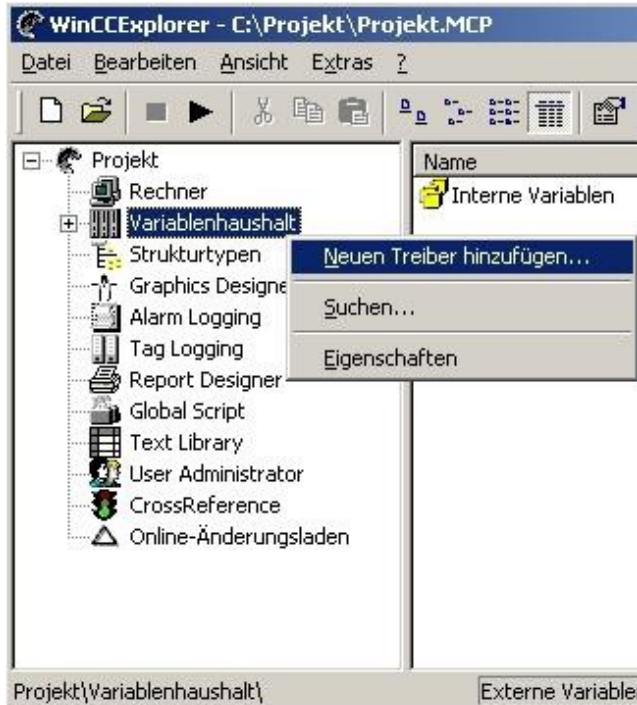 WinCCExplorer - C:\Projekt\Projekt.MCP
Datei Bearbeiten Ansicht Extras ?
Projekt
Rechner
Variablenhaushalt
Strukturtypen
Graphics Designe
Alarm Logging
Tag Logging
Report Designer
Global Script
Text Library
User Administrator
CrossReference
Online-Änderungsladen
Name
Interne Variablen
Neuen Treiber hinzufügen...
Suchen...
Eigenschaften
Projekt\Variablenhaushalt\
Externe Variable